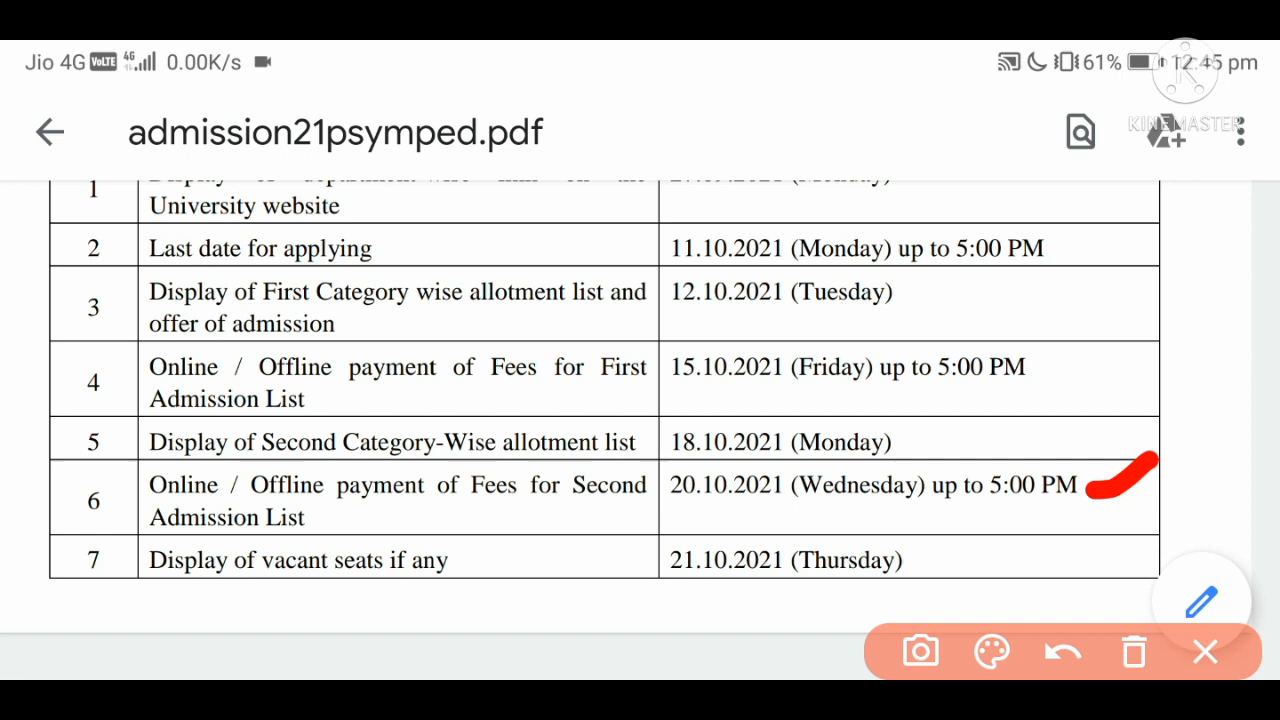 Jio 4G VoLTE 4G 0.00K/s 61% 12:45 pm
admission21psymped.pdf
KINEMASTER
1
University website
2 Last date for applying 11.10.2021 (Monday) up to 5:00 PM
3 Display of First Category wise allotment list and 12.10.2021 (Tuesday)
offer of admission
4 Online / Offline payment of Fees for First 15.10.2021 (Friday) up to 5:00 PM
Admission List
5 Display of Second Category-Wise allotment list 18.10.2021 (Monday)
6 Online / Offline payment of Fees for Second 20.10.2021 (Wednesday) up to 5:00 PM
Admission List
7 Display of vacant seats if any 21.10.2021 (Thursday)